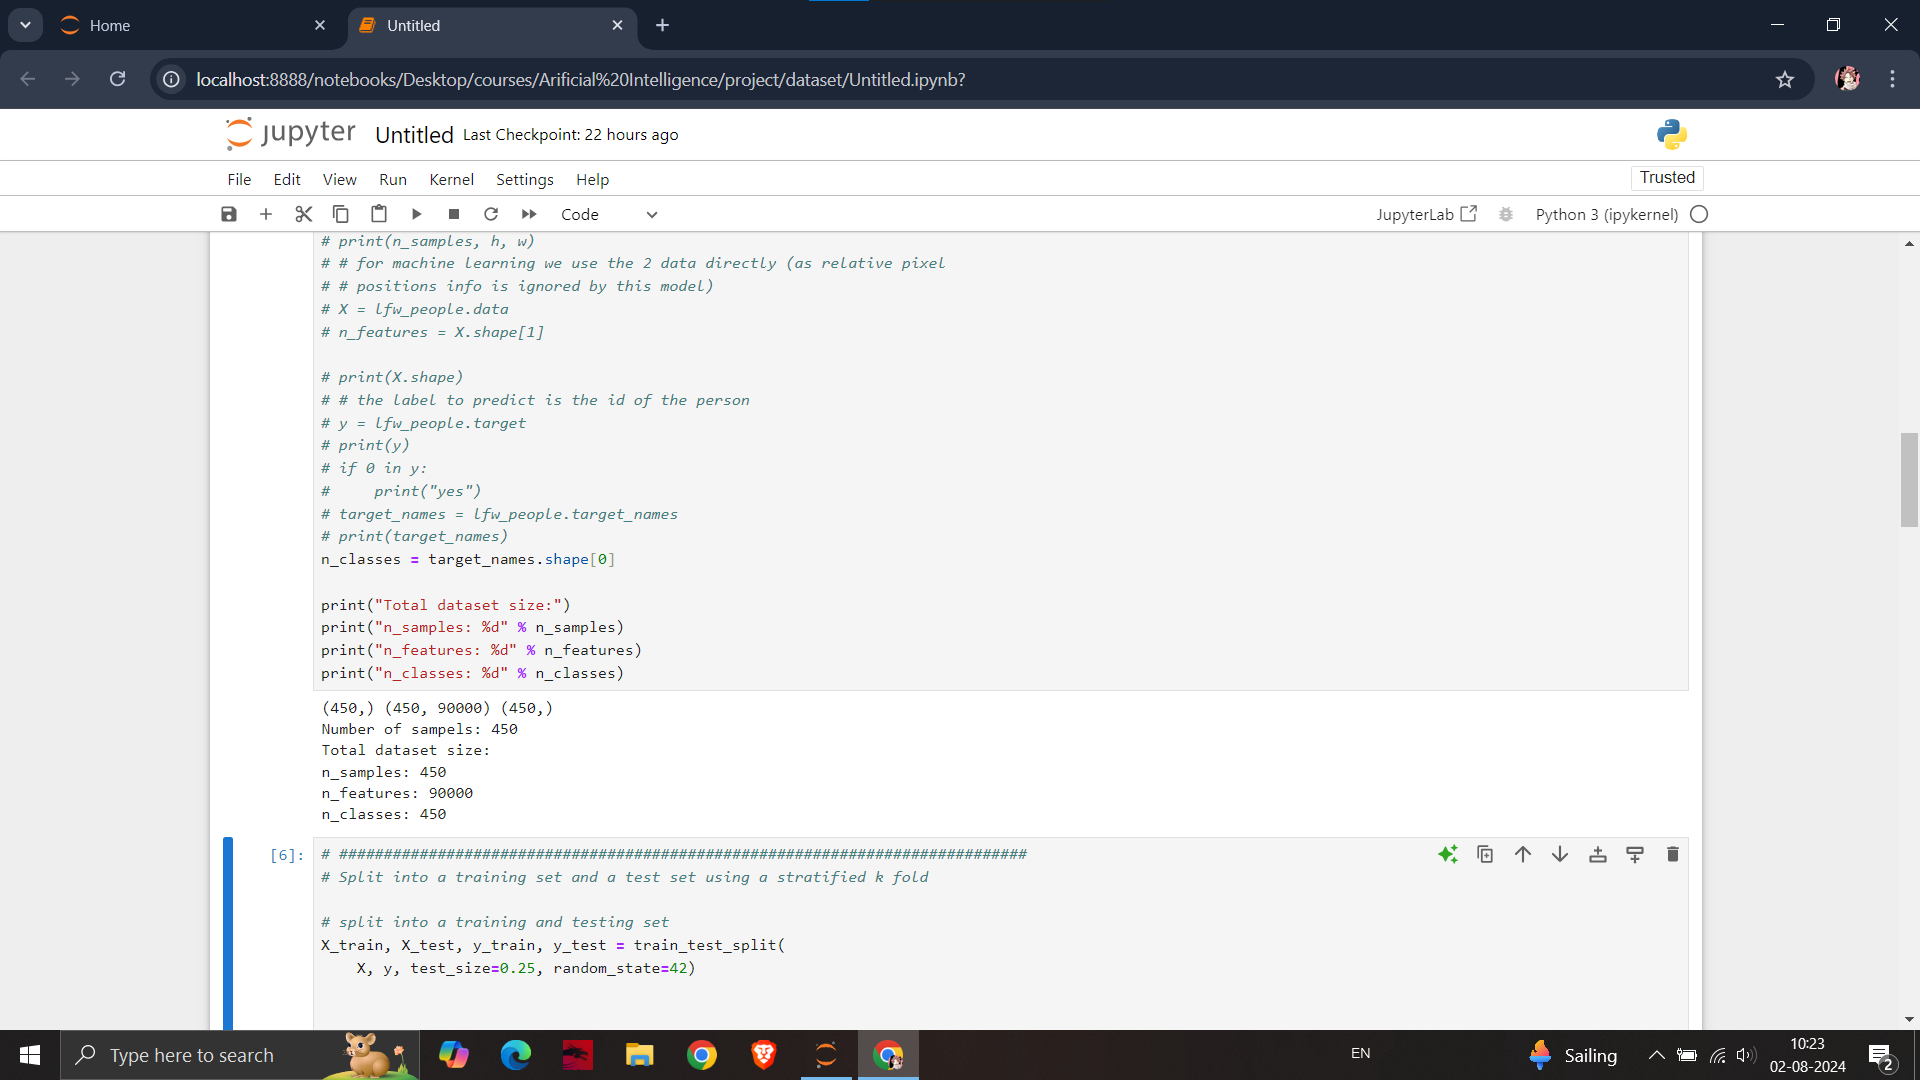 Home
Untitled
localhost:8888/notebooks/Desktop/courses/Arificial%20Intelligence/project/dataset/Untitled.ipynb?
jupyter Untitled Last Checkpoint: 22 hours ago
File Edit View Run Kernel Settings Help Trusted
Code JupyterLab Python 3 (ipykernel)
# print(n_samples, h, w)
# # for machine learning we use the 2 data directly (as relative pixel
# # positions info is ignored by this model)
# X = lfw_people.data
# n_features = X.shape[1]
# print(X.shape)
# # the label to predict is the id of the person
# y = lfw_people.target
# print(y)
# if 0 in y:
#     print("yes")
# target_names = lfw_people.target_names
# print(target_names)
n_classes = target_names.shape[0]
print("Total dataset size:")
print("n_samples: %d" % n_samples)
print("n_features: %d" % n_features)
print("n_classes: %d" % n_classes)
(450,) (450, 90000) (450,)
Number of sampels: 450
Total dataset size:
n_samples: 450
n_features: 90000
n_classes: 450
[6]: # #############################################################################
# Split into a training set and a test set using a stratified k fold
# split into a training and testing set
X_train, X_test, y_train, y_test = train_test_split(
    X, y, test_size=0.25, random_state=42)
Type here to search
EN
Sailing
10:23
02-08-2024
2